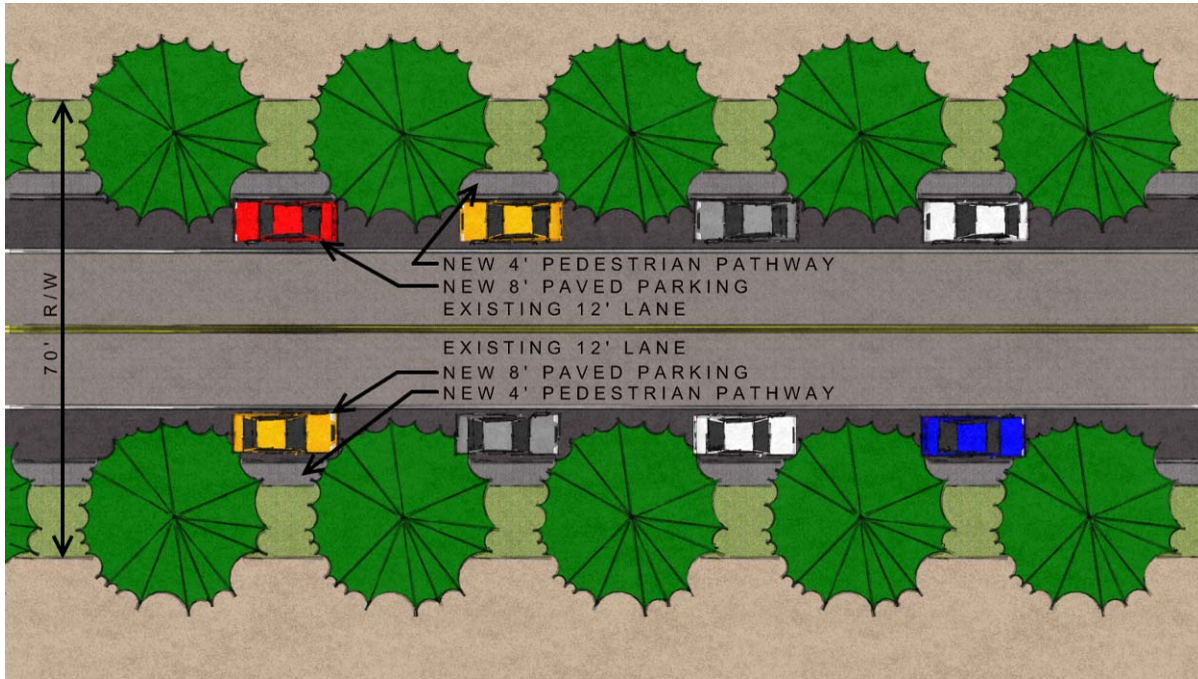 NEW 4' PEDESTRIAN PATHWAY
NEW 8' PAVED PARKING
EXISTING 12' LANE
70' R/W
EXISTING 12' LANE
NEW 8' PAVED PARKING
NEW 4' PEDESTRIAN PATHWAY